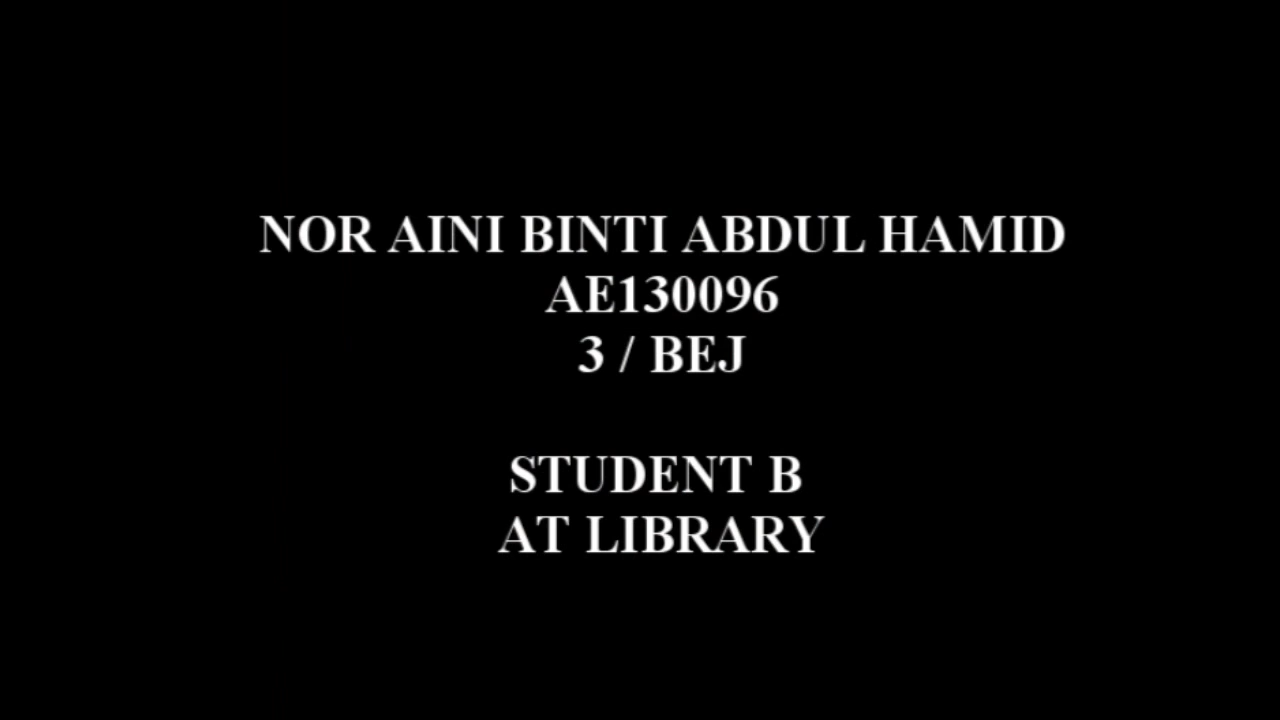 NOR AINI BINTI ABDUL HAMID
AE130096
3 / BEJ
STUDENT B
AT LIBRARY